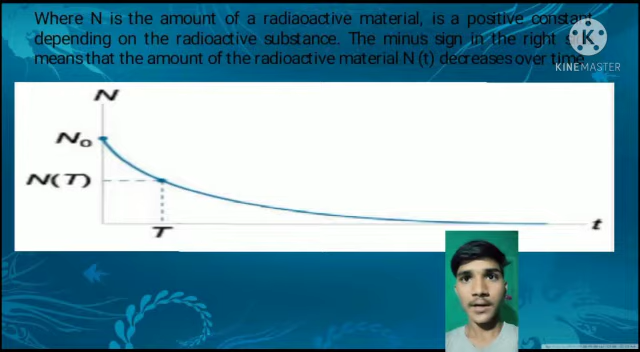 Where N is the amount of a radiaoactive material, is a positive constant
depending on the radioactive substance. The minus sign in the right
means that the amount of the radioactive material N (t) decreases over time
K
KINEMASTER
N
N₀
N(T)
T
t